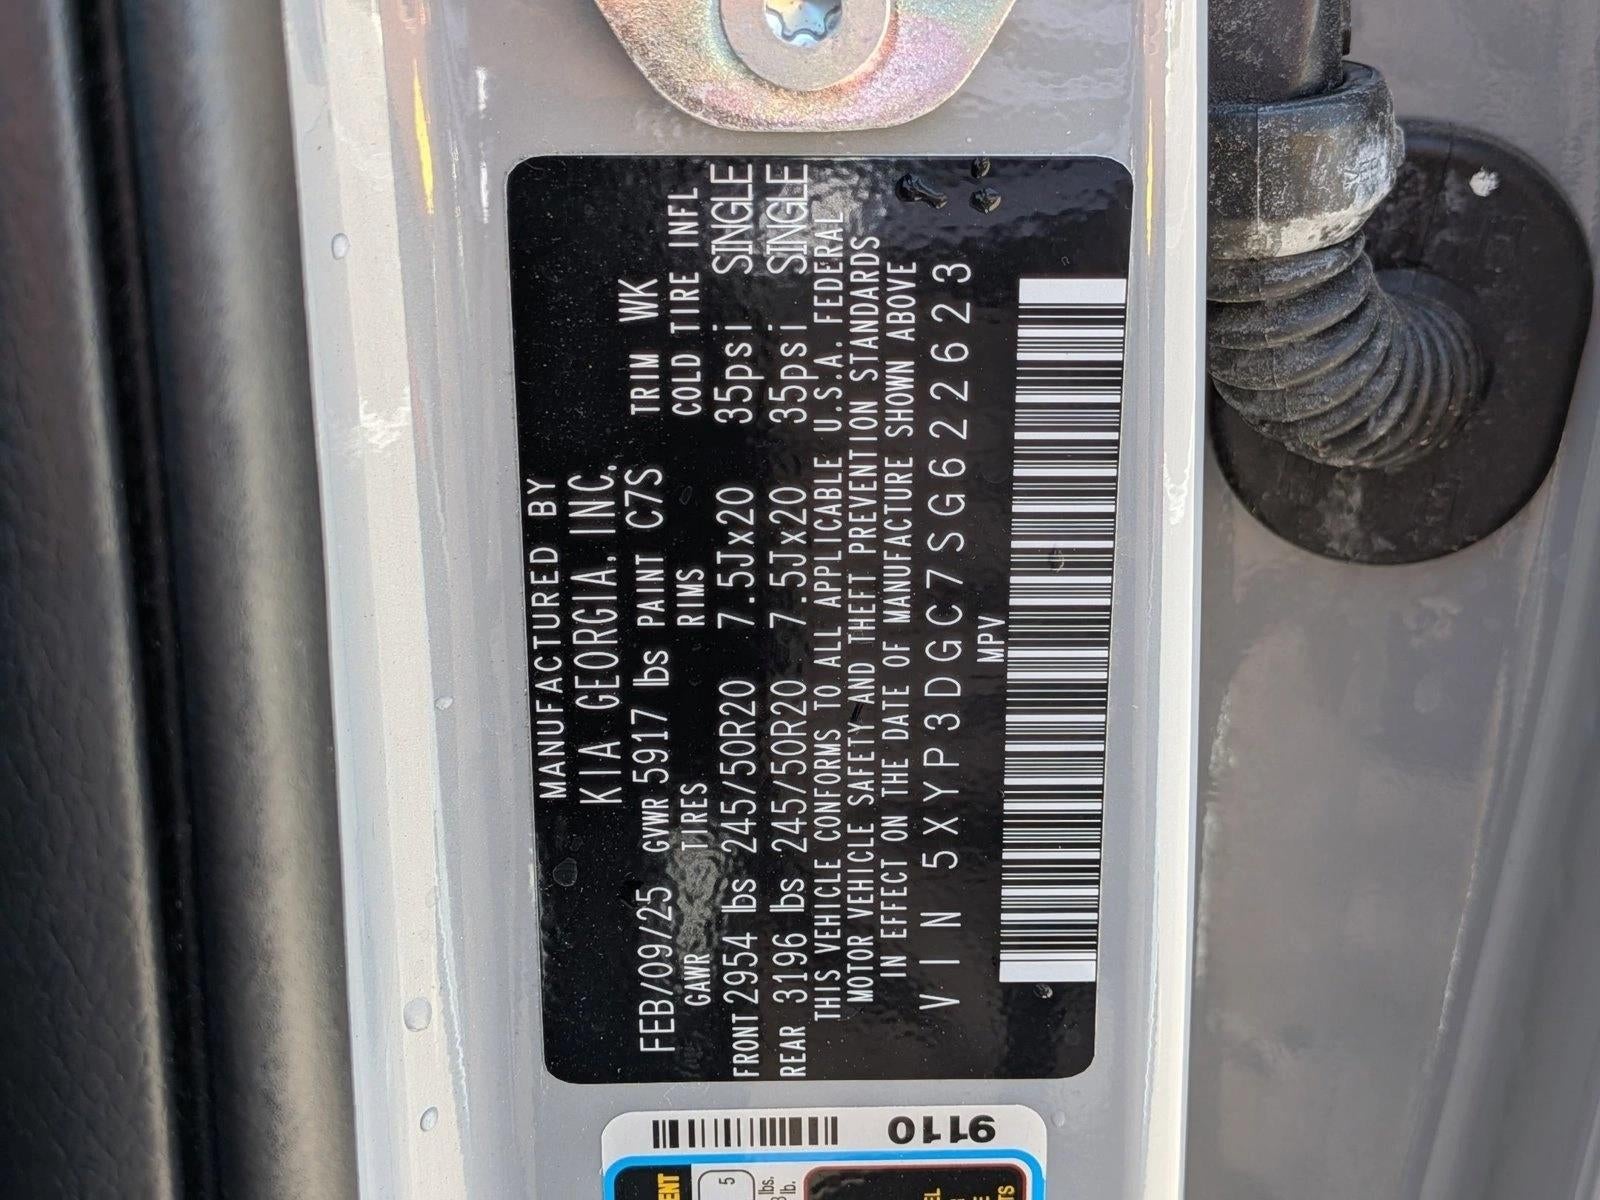 MANUFACTURED BY
KIA GEORGIA, INC.
FEB/09/25 GVWR 5917 lbs PAINT C7S TRIM WK
GAWR TIRES RIMS COLD TIRE INFL
FRONT 2954 lbs 245/50R20 7.5Jx20 35psi SINGLE
REAR 3196 lbs 245/50R20 7.5Jx20 35psi SINGLE
THIS VEHICLE CONFORMS TO ALL APPLICABLE U.S.A. FEDERAL
MOTOR VEHICLE SAFETY AND THEFT PREVENTION STANDARDS
IN EFFECT ON THE DATE OF MANUFACTURE SHOWN ABOVE
VIN 5XYP3DGC7SG622623
MPV
9110
5
lbs.
lb.